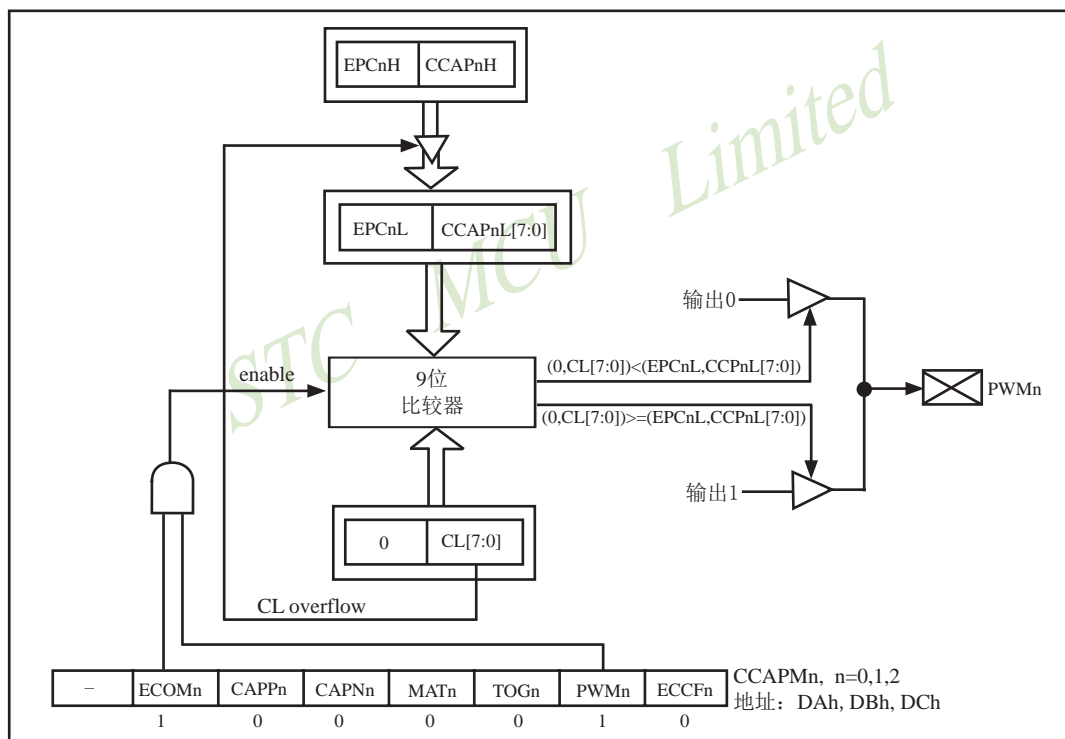 EPCnH CCAPnH
STC MCU Limited
EPCnL CCAPnL[7:0]
输出0
(0,CL[7:0])<(EPCnL,CCPnL[7:0])
enable
9位
比较器
PWMn
(0,CL[7:0])>=(EPCnL,CCPnL[7:0])
输出1
0 CL[7:0]
CL overflow
– ECOMn CAPPn CAPNn MATn TOGn PWMn ECCFn
CCAPMn, n=0,1,2
地址：DAh, DBh, DCh
1 0 0 0 0 1 0